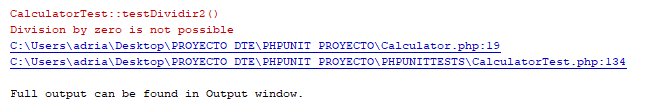 CalculatorTest::testDividir2()
Division by zero is not possible
C:\Users\adria\Desktop\PROYECTO DTE\PHPUNIT PROYECTO\Calculator.php:19
C:\Users\adria\Desktop\PROYECTO DTE\PHPUNIT PROYECTO\PHPUNITTESTS\CalculatorTest.php:134
Full output can be found in Output window.